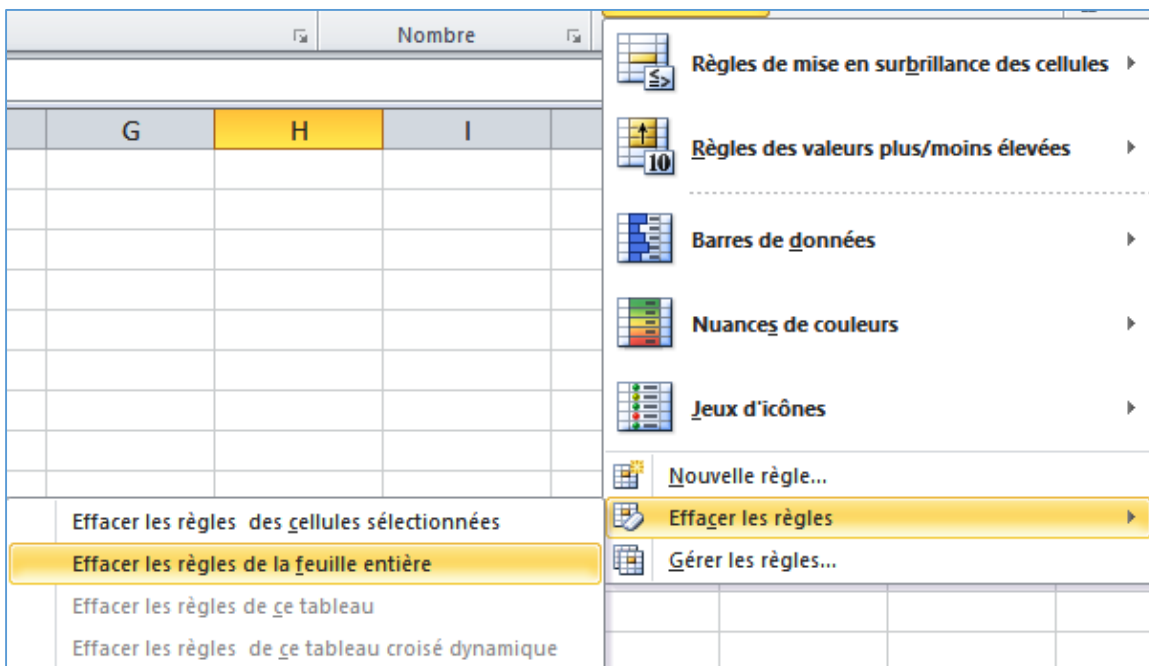 Nombre
G H I
Règles de mise en surbrillance des cellules
10
Règles des valeurs plus/moins élevées
Barres de données
Nuances de couleurs
Jeux d'icônes
Nouvelle règle...
Effacer les règles
Gérer les règles...
Effacer les règles des cellules sélectionnées
Effacer les règles de la feuille entière
Effacer les règles de ce tableau
Effacer les règles de ce tableau croisé dynamique